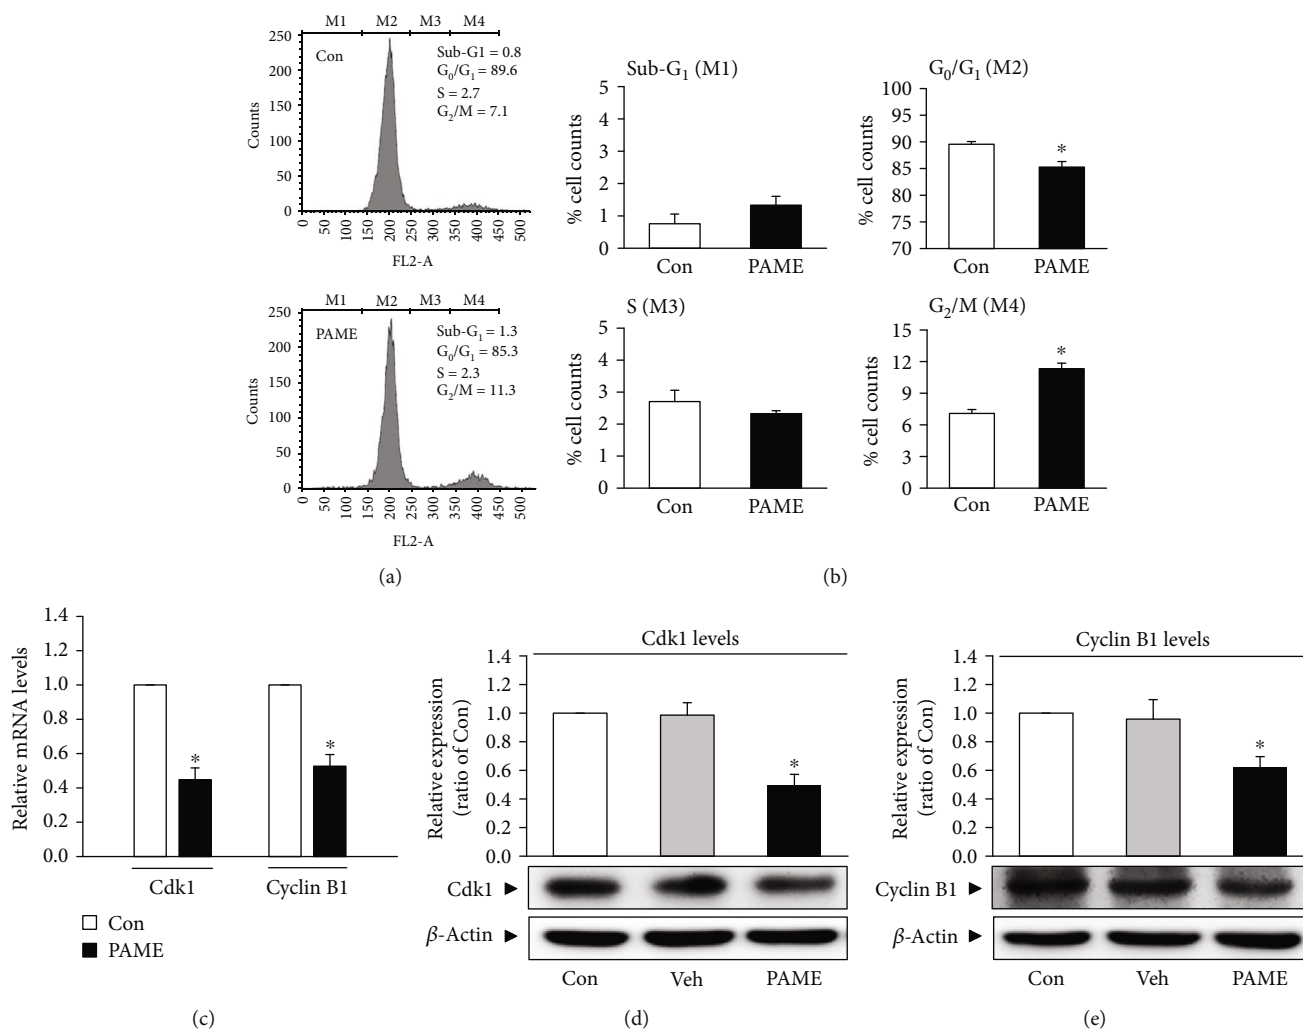 M1 M2 M3 M4
250
200
150
100
50
0
Counts
Con
Sub-G1 = 0.8
G0/G1 = 89.6
S = 2.7
G2/M = 7.1
0 50 100 150 200 250 300 350 400 450 500
FL2-A
M1 M2 M3 M4
250
200
150
100
50
0
Counts
PAME
Sub-G1 = 1.3
G0/G1 = 85.3
S = 2.3
G2/M = 11.3
0 50 100 150 200 250 300 350 400 450 500
FL2-A
(a)
Sub-G1 (M1)
5
4
3
2
1
0
% cell counts
Con PAME
G0/G1 (M2)
100
95
90
85
80
75
70
% cell counts
*
Con PAME
S (M3)
5
4
3
2
1
0
% cell counts
Con PAME
G2/M (M4)
15
12
9
6
3
0
% cell counts
*
Con PAME
(b)
1.4
1.2
1.0
0.8
0.6
0.4
0.2
0.0
Relative mRNA levels
* *
Cdk1 Cyclin B1
Con
PAME
(c)
Cdk1 levels
1.4
1.2
1.0
0.8
0.6
0.4
0.2
0.0
Relative expression
(ratio of Con)
*
Cdk1
β-Actin
Con Veh PAME
(d)
Cyclin B1 levels
1.4
1.2
1.0
0.8
0.6
0.4
0.2
0.0
Relative expression
(ratio of Con)
*
Cyclin B1
β-Actin
Con Veh PAME
(e)